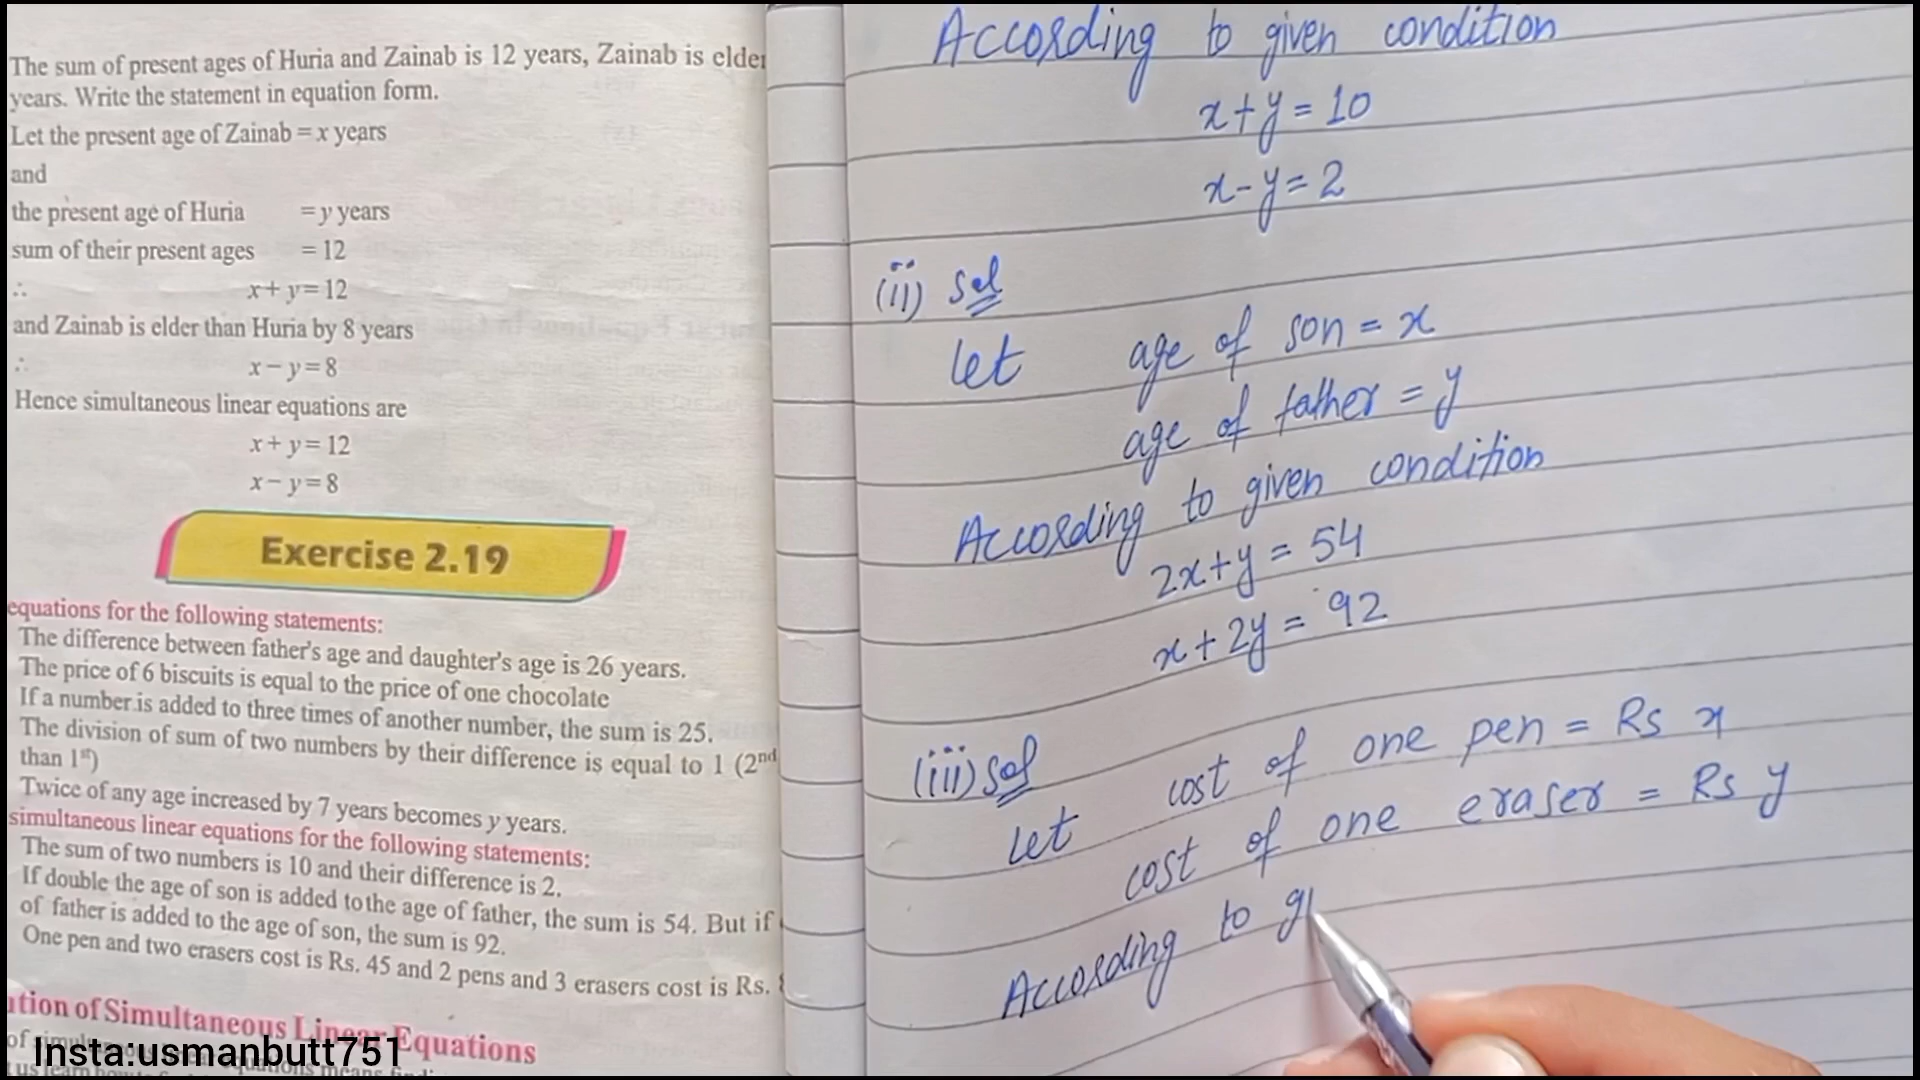 The sum of present ages of Huria and Zainab is 12 years, Zainab is elder
years. Write the statement in equation form.
Let the present age of Zainab = x years
and
the present age of Huria = y years
sum of their present ages = 12
∴ x + y = 12
and Zainab is elder than Huria by 8 years
∴ x − y = 8
Hence simultaneous linear equations are
x + y = 12
x − y = 8
Exercise 2.19
equations for the following statements:
The difference between father's age and daughter's age is 26 years.
The price of 6 biscuits is equal to the price of one chocolate
If a number is added to three times of another number, the sum is 25.
The division of sum of two numbers by their difference is equal to 1 (2nd
than 1st)
Twice of any age increased by 7 years becomes y years.
simultaneous linear equations for the following statements:
The sum of two numbers is 10 and their difference is 2.
If double the age of son is added to the age of father, the sum is 54. But if
of father is added to the age of son, the sum is 92.
One pen and two erasers cost is Rs. 45 and 2 pens and 3 erasers cost is Rs.
ation of Simultaneous Linear Equations
of
Insta:usmanbutt751
According to given condition
x + y = 10
x - y = 2
(ii) Sol
let age of son = x
age of father = y
According to given condition
2x + y = 54
x + 2y = 92
(iii) Sol
let cost of one pen = Rs x
cost of one eraser = Rs y
According to gi